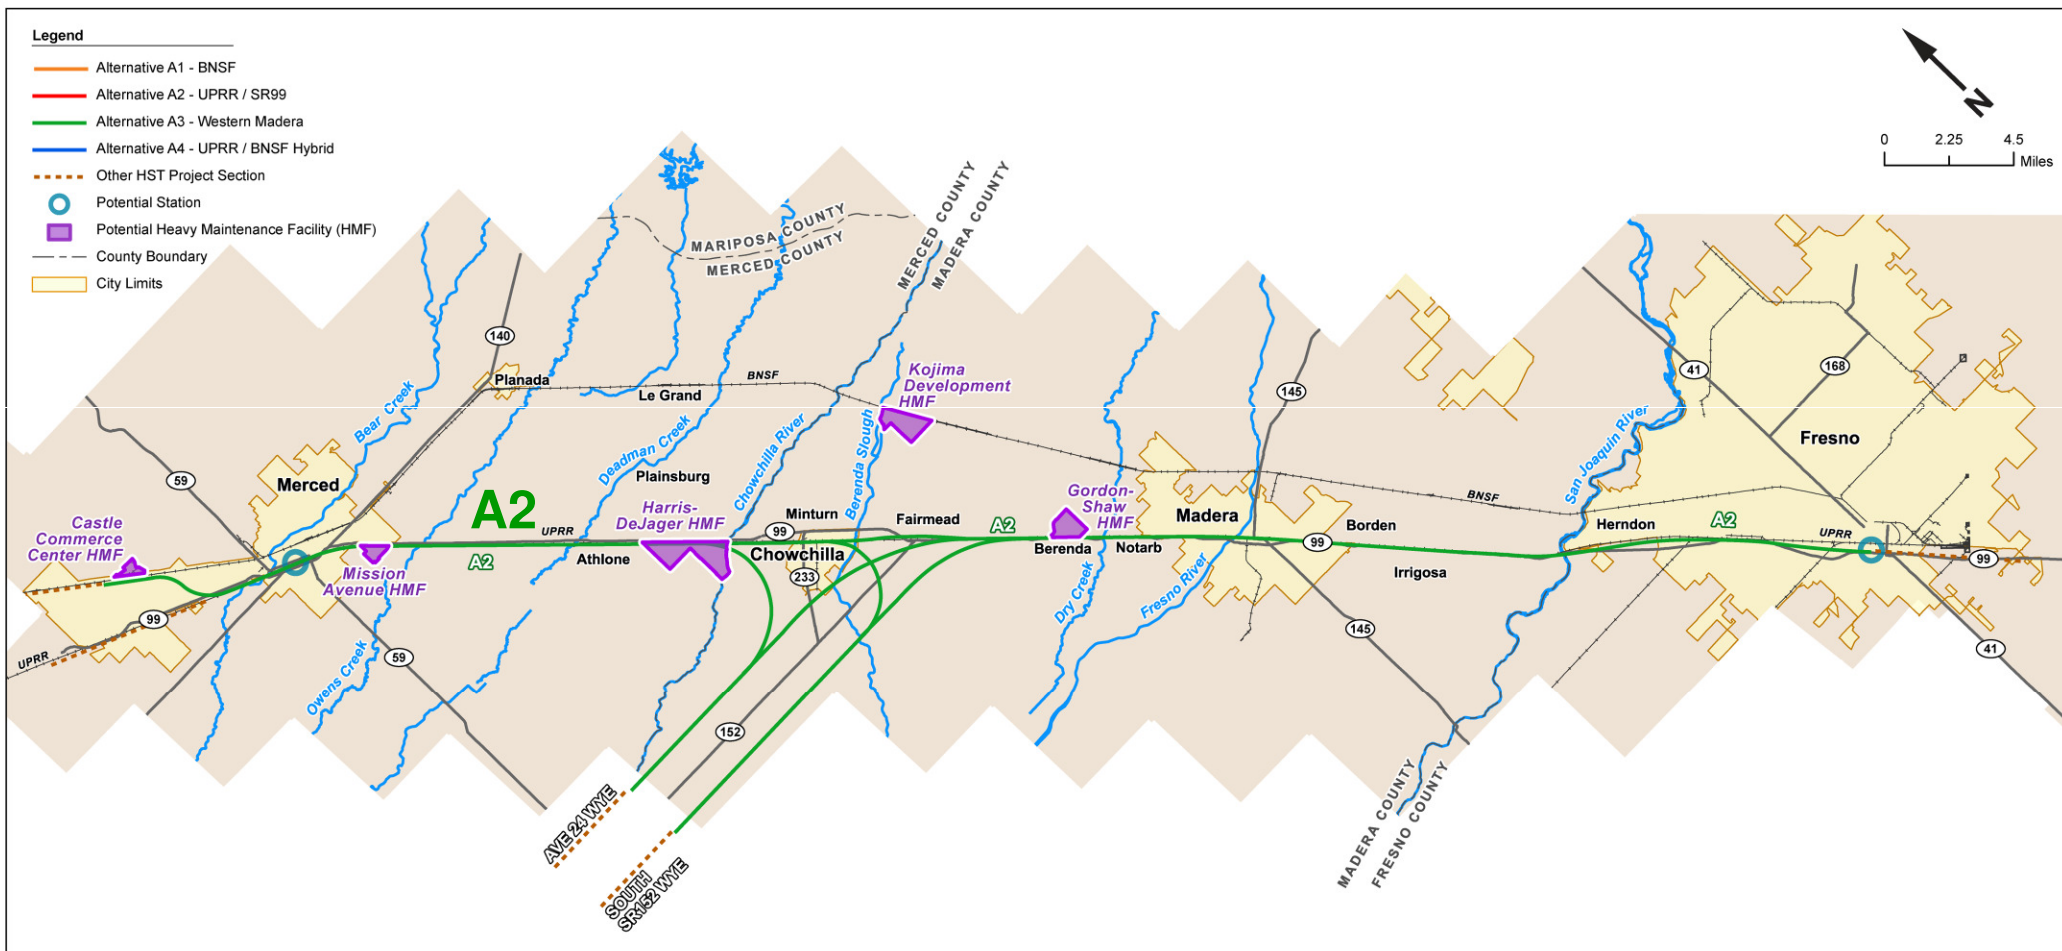 Legend
Alternative A1 - BNSF
Alternative A2 - UPRR / SR99
Alternative A3 - Western Madera
Alternative A4 - UPRR / BNSF Hybrid
Other HST Project Section
Potential Station
Potential Heavy Maintenance Facility (HMF)
County Boundary
City Limits
N
0 2.25 4.5
Miles
MARIPOSA COUNTY
MERCED COUNTY
MERCED COUNTY
MADERA COUNTY
140
Planada
Le Grand
BNSF
Kojima
Development
HMF
145
41
168
Fresno
Bear Creek
Deadman Creek
Chowchilla River
Berenda Slough
San Joaquin River
59
Merced
Plainsburg
A2
Castle
Commerce
Center HMF
Harris-
DeJager HMF
Minturn
99
Fairmead
A2
Gordon-
Shaw
HMF
Madera
BNSF
Borden
Herndon
A2
UPRR
UPRR
Mission
Avenue HMF
A2
Athlone
Chowchilla
233
Berenda
Notarb
99
Irrigosa
99
99
UPRR
Owens Creek
59
Dry Creek
Fresno River
145
41
152
AVE 24 WYE
SOUTH
SR152 WYE
MADERA COUNTY
FRESNO COUNTY